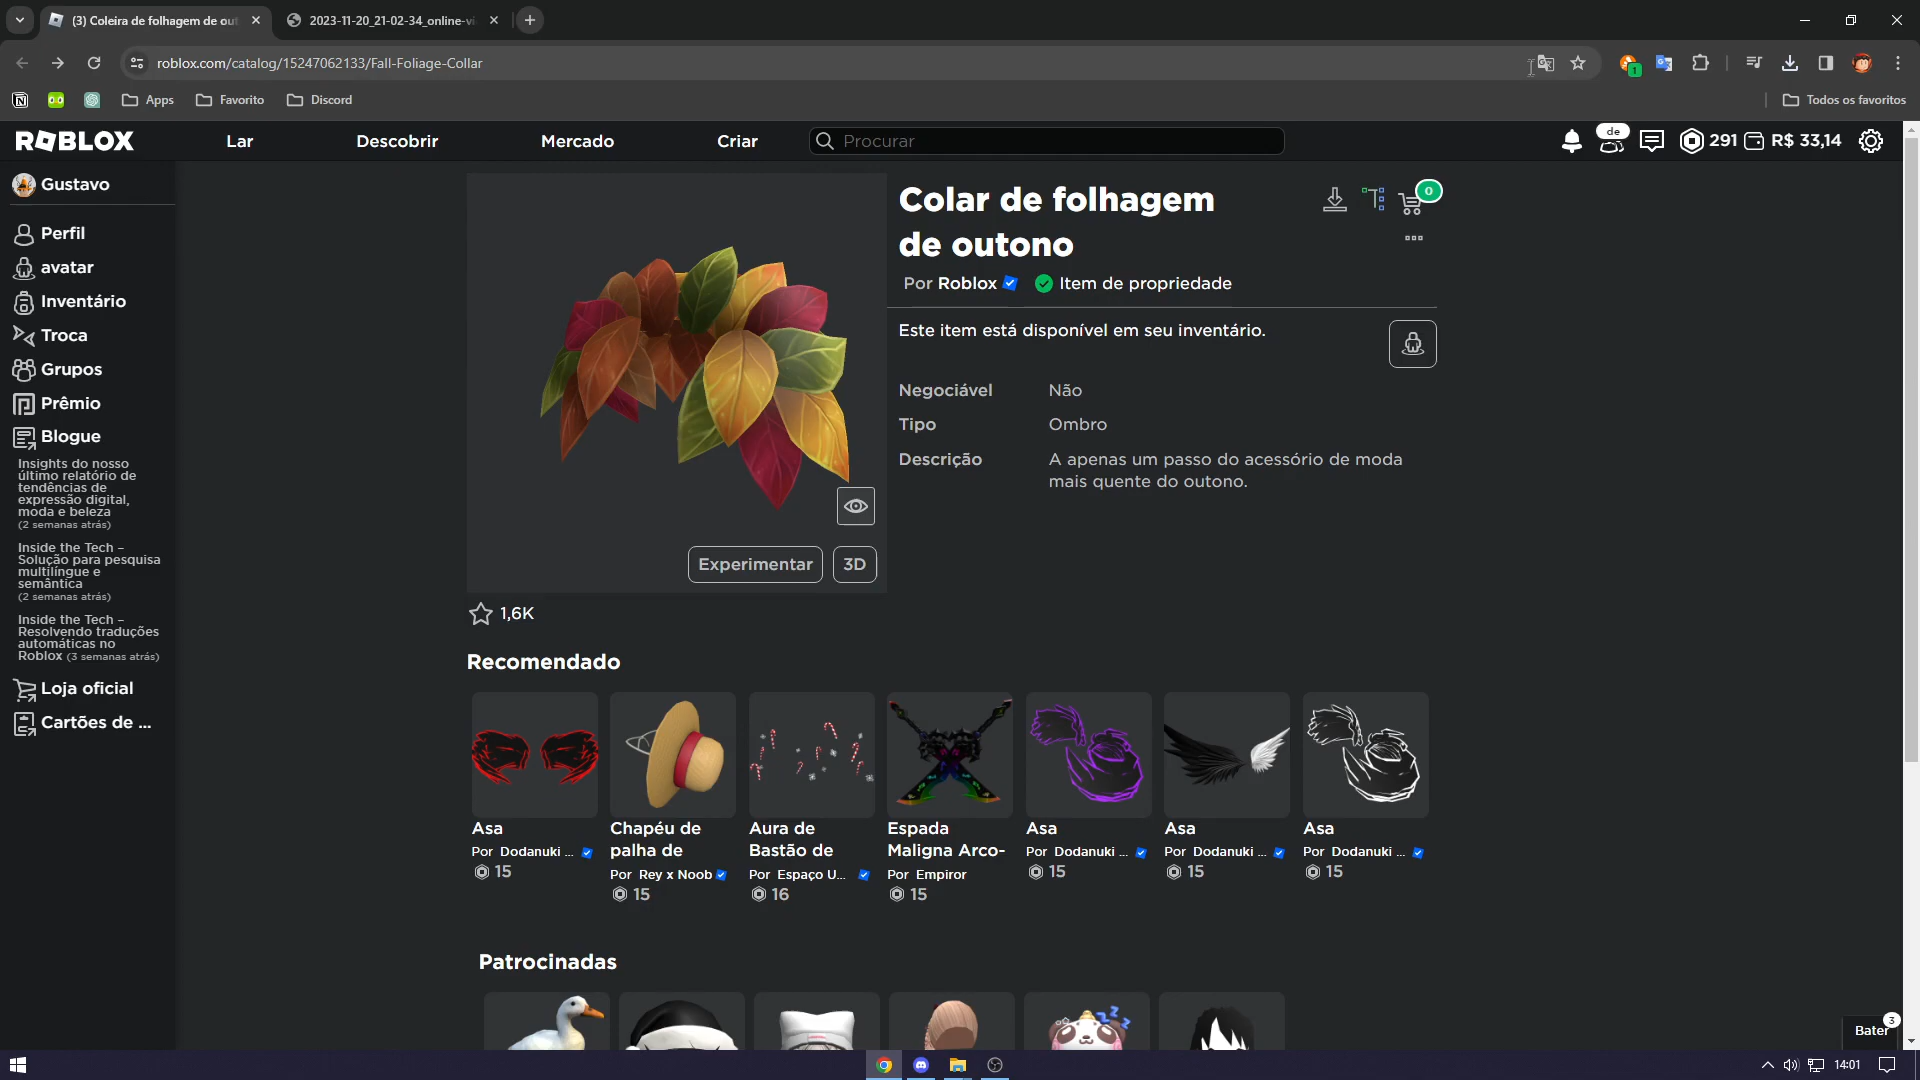 (3) Coleira de folhagem de out
2023-11-20_21-02-34_online-vi
roblox.com/catalog/15247062133/Fall-Foliage-Collar
1
Apps
Favorito
Discord
Todos os favoritos
ROBLOX
Lar
Descobrir
Mercado
Criar
Procurar
de
291
R$ 33,14
Gustavo
Perfil
avatar
Inventário
Troca
Grupos
Prêmio
Blogue
Insights do nosso
último relatório de
tendências de
expressão digital,
moda e beleza
(2 semanas atrás)
Inside the Tech –
Solução para pesquisa
multilíngue e
semântica
(2 semanas atrás)
Inside the Tech –
Resolvendo traduções
automáticas no
Roblox (3 semanas atrás)
Loja oficial
Cartões de ...
Colar de folhagem
de outono
0
Por Roblox
Item de propriedade
Este item está disponível em seu inventário.
Negociável Não
Tipo Ombro
Descrição A apenas um passo do acessório de moda
mais quente do outono.
Experimentar
3D
1,6K
Recomendado
Asa
Por Dodanuki ...
15
Chapéu de
palha de
Por Rey x Noob
15
Aura de
Bastão de
Por Espaço U...
16
Espada
Maligna Arco-
Por Empiror
15
Asa
Por Dodanuki ...
15
Asa
Por Dodanuki ...
15
Asa
Por Dodanuki ...
15
Patrocinadas
Bater
3
14:01